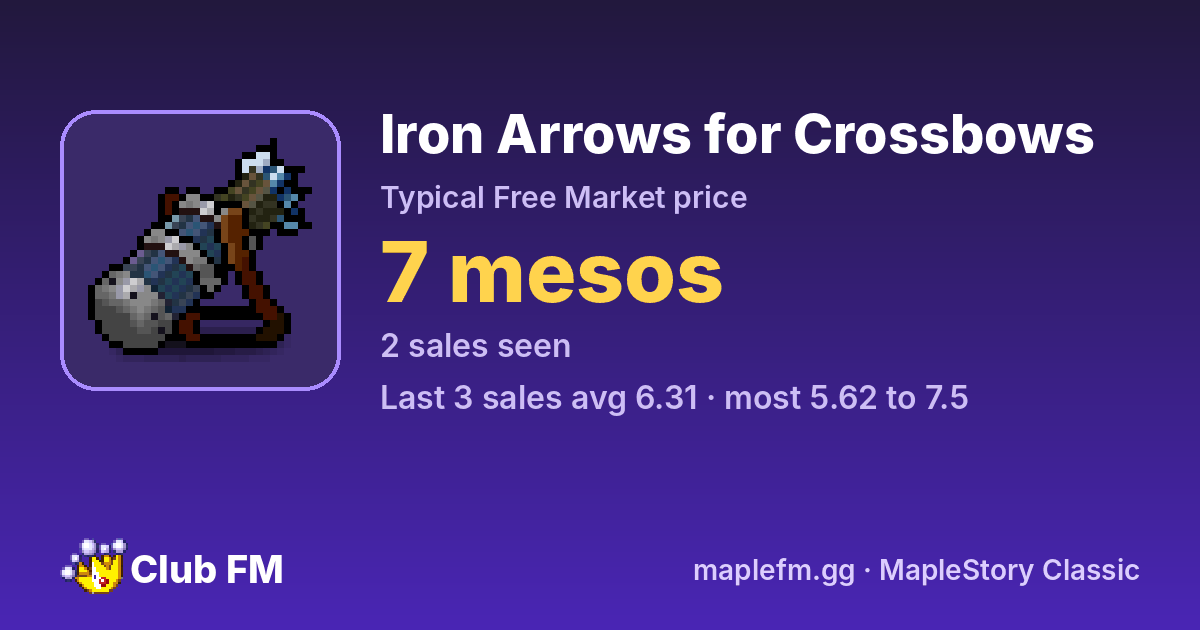 Iron Arrows for Crossbows
Typical Free Market price
7 mesos
2 sales seen
Last 3 sales avg 6.31 · most 5.62 to 7.5
Club FM
maplefm.gg · MapleStory Classic